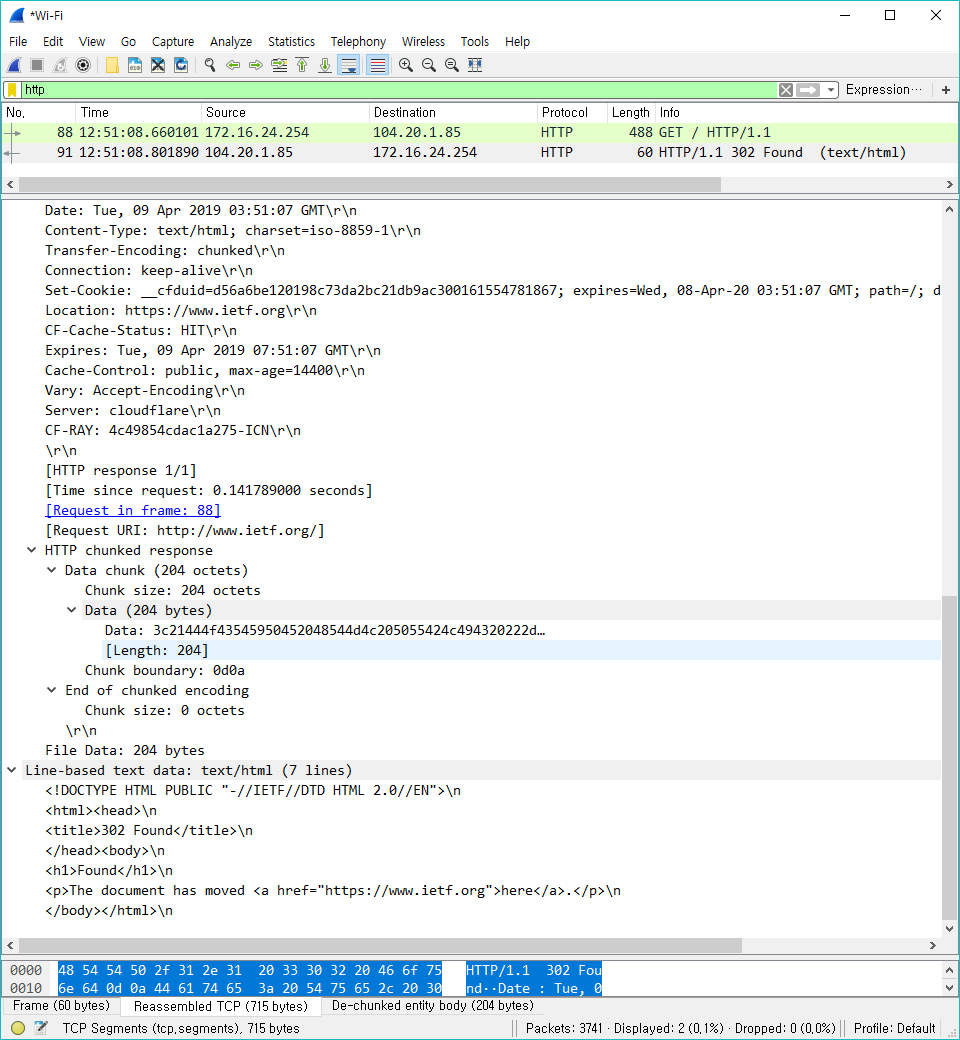 *Wi-Fi
File Edit View Go Capture Analyze Statistics Telephony Wireless Tools Help
http Expression… +
No. Time Source Destination Protocol Length Info
88 12:51:08.660101 172.16.24.254 104.20.1.85 HTTP 488 GET / HTTP/1.1
91 12:51:08.801890 104.20.1.85 172.16.24.254 HTTP 60 HTTP/1.1 302 Found  (text/html)
Date: Tue, 09 Apr 2019 03:51:07 GMT\r\n
Content-Type: text/html; charset=iso-8859-1\r\n
Transfer-Encoding: chunked\r\n
Connection: keep-alive\r\n
Set-Cookie: __cfduid=d56a6be120198c73da2bc21db9ac300161554781867; expires=Wed, 08-Apr-20 03:51:07 GMT; path=/; d
Location: https://www.ietf.org\r\n
CF-Cache-Status: HIT\r\n
Expires: Tue, 09 Apr 2019 07:51:07 GMT\r\n
Cache-Control: public, max-age=14400\r\n
Vary: Accept-Encoding\r\n
Server: cloudflare\r\n
CF-RAY: 4c49854cdac1a275-ICN\r\n
\r\n
[HTTP response 1/1]
[Time since request: 0.141789000 seconds]
[Request in frame: 88]
[Request URI: http://www.ietf.org/]
HTTP chunked response
Data chunk (204 octets)
Chunk size: 204 octets
Data (204 bytes)
Data: 3c21444f43545950452048544d4c205055424c494320222d…
[Length: 204]
Chunk boundary: 0d0a
End of chunked encoding
Chunk size: 0 octets
\r\n
File Data: 204 bytes
Line-based text data: text/html (7 lines)
<!DOCTYPE HTML PUBLIC "-//IETF//DTD HTML 2.0//EN">\n
<html><head>\n
<title>302 Found</title>\n
</head><body>\n
<h1>Found</h1>\n
<p>The document has moved <a href="https://www.ietf.org">here</a>.</p>\n
</body></html>\n
0000 48 54 54 50 2f 31 2e 31  20 33 30 32 20 46 6f 75 HTTP/1.1  302 Fou
0010 6e 64 0d 0a 44 61 74 65  3a 20 54 75 65 2c 20 30 nd··Date : Tue, 0
Frame (60 bytes) Reassembled TCP (715 bytes) De-chunked entity body (204 bytes)
TCP Segments (tcp,segments), 715 bytes Packets: 3741 · Displayed: 2 (0,1%) · Dropped: 0 (0,0%) Profile: Default